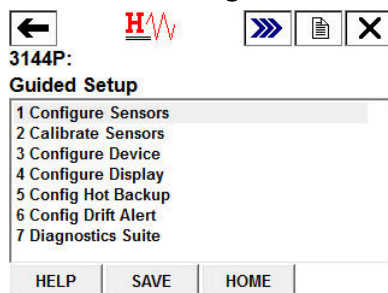 H
3144P:
Guided Setup
1 Configure Sensors
2 Calibrate Sensors
3 Configure Device
4 Configure Display
5 Config Hot Backup
6 Config Drift Alert
7 Diagnostics Suite
HELP SAVE HOME